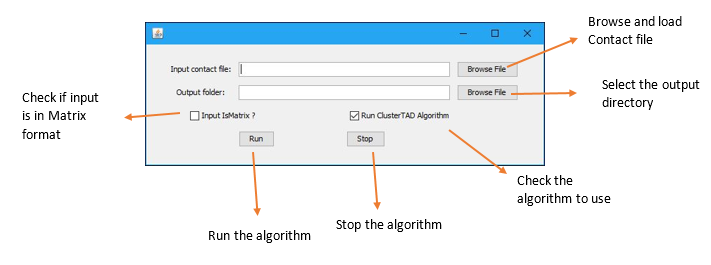 Browse and load
Contact file
Input contact file:
Browse File
Output folder:
Browse File
Select the output
directory
Check if input
is in Matrix
format
Input IsMatrix ?
Run ClusterTAD Algorithm
Run
Stop
Check the
algorithm to use
Run the algorithm
Stop the algorithm